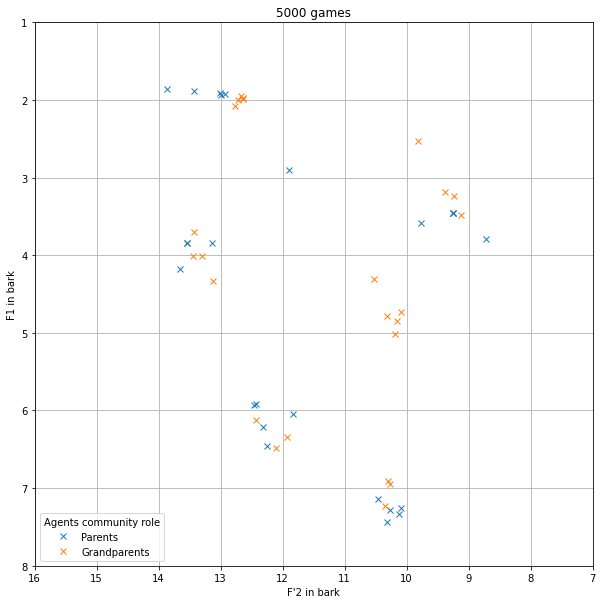 5000 games
F1 in bark
1
2
3
4
5
6
7
8
Agents community role
Parents
Grandparents
16 15 14 13 12 11 10 9 8 7
F'2 in bark